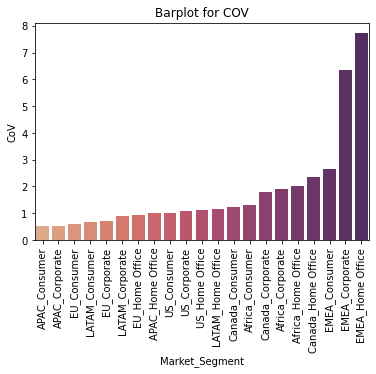 Barplot for COV
CoV
8
7
6
5
4
3
2
1
0
APAC_Consumer
APAC_Corporate
EU_Consumer
LATAM_Consumer
EU_Corporate
LATAM_Corporate
EU_Home Office
APAC_Home Office
US_Consumer
US_Corporate
US_Home Office
LATAM_Home Office
Canada_Consumer
Africa_Consumer
Canada_Corporate
Africa_Corporate
Africa_Home Office
Canada_Home Office
EMEA_Consumer
EMEA_Corporate
EMEA_Home Office
Market_Segment